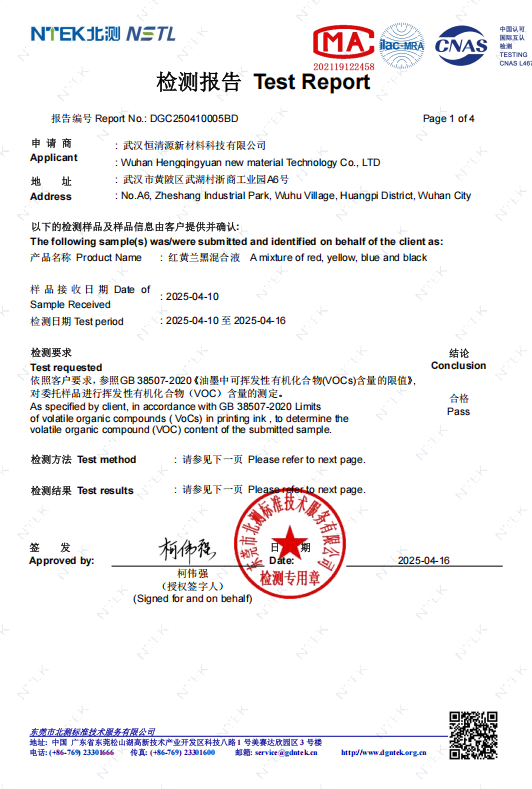 NTEK北测 NETL
CMA
202119122458
ilac-MRA
CNAS
中国认可
国际互认
检测
TESTING
CNAS L467
检测报告 Test Report
报告编号 Report No.: DGC250410005BD
Page 1 of 4
申请商 : 武汉恒清源新材料科技有限公司
Applicant : Wuhan Hengqingyuan new material Technology Co., LTD
地 址 : 武汉市黄陂区武湖村浙商工业园A6号
Address : No.A6, Zheshang Industrial Park, Wuhu Village, Huangpi District, Wuhan City
以下的检测样品及样品信息由客户提供并确认:
The following sample(s) was/were submitted and identified on behalf of the client as:
产品名称 Product Name : 红黄兰黑混合液 A mixture of red, yellow, blue and black
样品接收日期 Date of
Sample Received : 2025-04-10
检测日期 Test period : 2025-04-10 至 2025-04-16
检测要求 结论
Test requested Conclusion
依照客户要求, 参照GB 38507-2020《油墨中可挥发性有机化合物(VOCs)含量的限值》,
对委托样品进行挥发性有机化合物（VOC）含量的测定。 合格
As specified by client, in accordance with GB 38507-2020 Limits Pass
of volatile organic compounds ( VoCs) in printing ink , to determine the
volatile organic compound (VOC) content of the submitted sample.
检测方法 Test method : 请参见下一页 Please refer to next page.
检测结果 Test results : 请参见下一页 Please refer to next page.
东莞市北测标准技术服务有限公司
检测专用章
签 发 日 期
Approved by: 柯伟强 Date: 2025-04-16
柯伟强
（授权签字人）
(Signed for and on behalf)
东莞市北测标准技术服务有限公司
地址: 中国 广东省东莞松山湖高新技术产业开发区科技八路 1 号美赛达欣园区 3 号楼
电话: (+86-769) 23301666 传真: (+86-769) 23301600 邮箱: service@gdntek.cn http://www.dgntek.org.cn